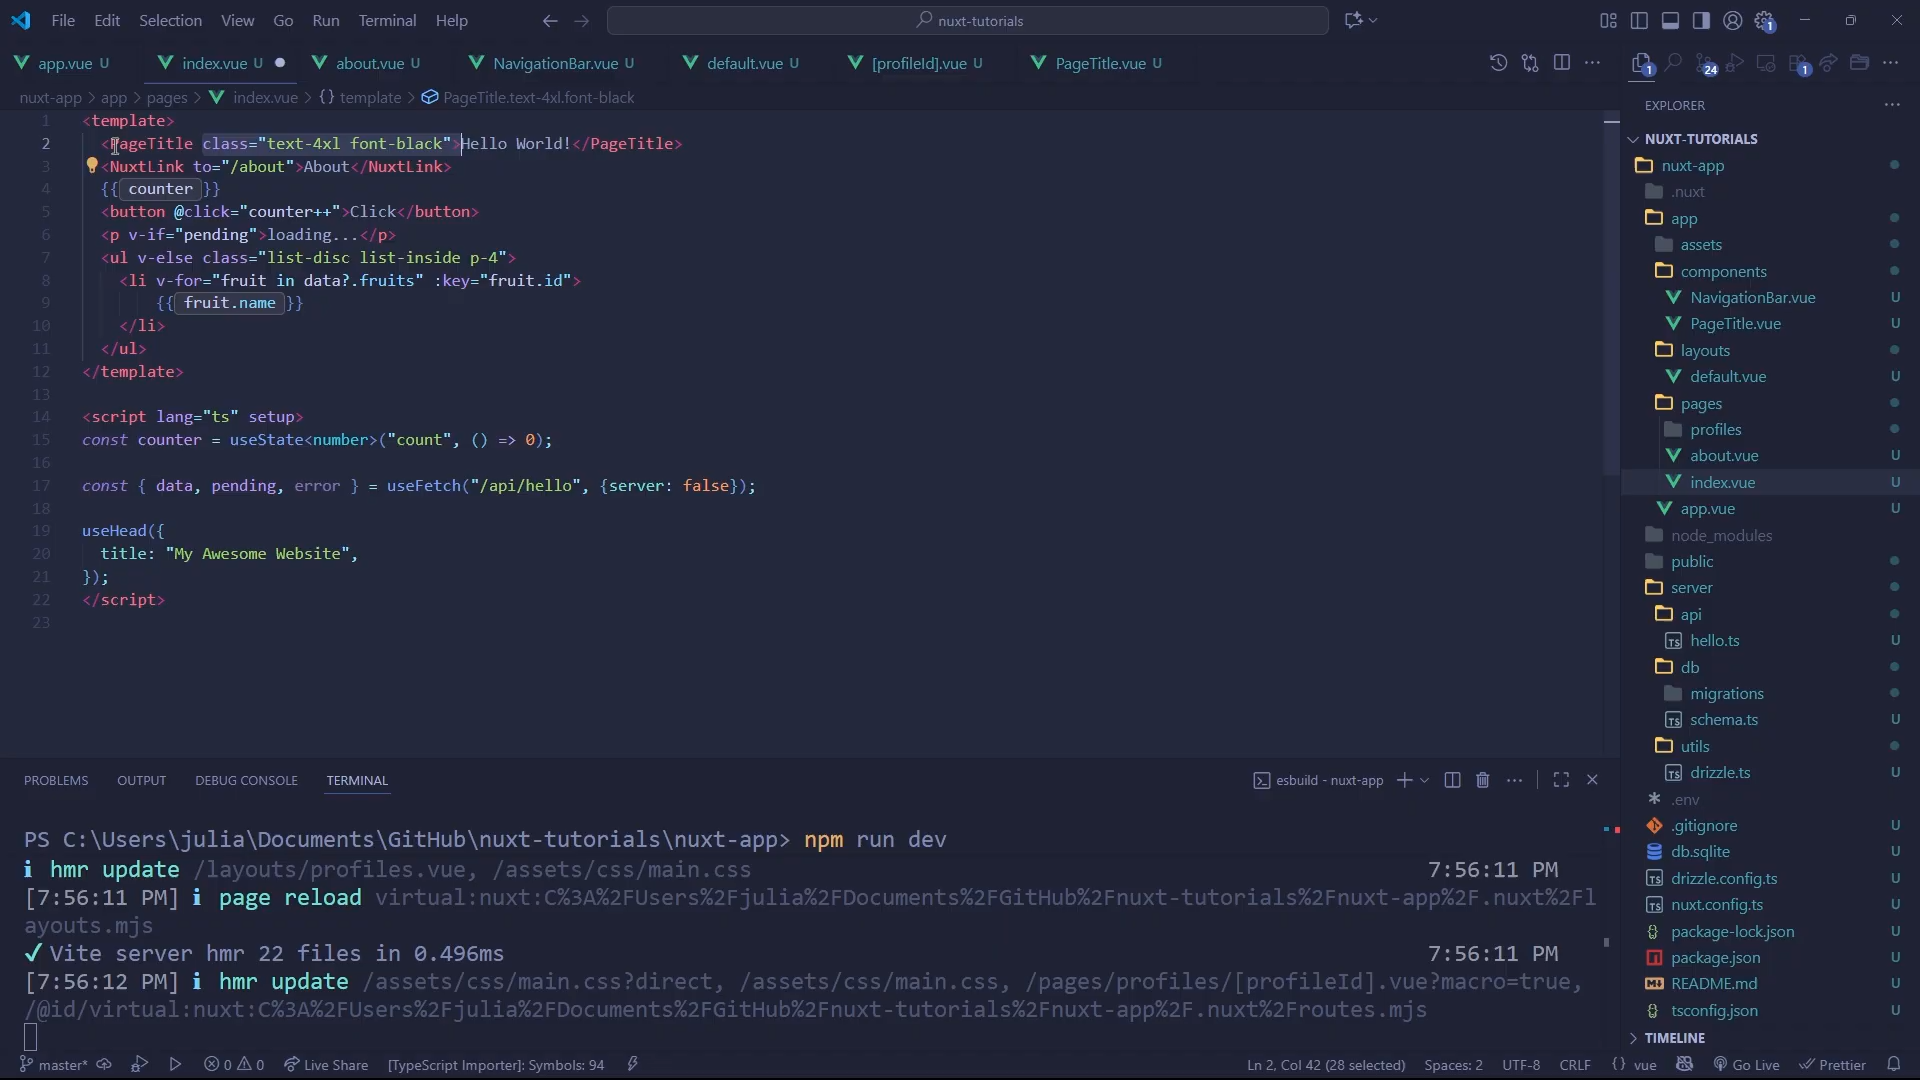 File Edit Selection View Go Run Terminal Help
nuxt-tutorials
1
app.vue U
index.vue U
about.vue U
NavigationBar.vue U
default.vue U
[profileId].vue U
PageTitle.vue U
1 24 1
nuxt-app > app > pages > index.vue > {} template > PageTitle.text-4xl.font-black
1 <template>
2 <PageTitle class="text-4xl font-black">Hello World!</PageTitle>
3 <NuxtLink to="/about">About</NuxtLink>
4 {{ counter }}
5 <button @click="counter++">Click</button>
6 <p v-if="pending">loading...</p>
7 <ul v-else class="list-disc list-inside p-4">
8 <li v-for="fruit in data?.fruits" :key="fruit.id">
9 {{ fruit.name }}
10 </li>
11 </ul>
12 </template>
13
14 <script lang="ts" setup>
15 const counter = useState<number>("count", () => 0);
16
17 const { data, pending, error } = useFetch("/api/hello", {server: false});
18
19 useHead({
20 title: "My Awesome Website",
21 });
22 </script>
23
EXPLORER
NUXT-TUTORIALS
nuxt-app
.nuxt
app
assets
components
NavigationBar.vue U
PageTitle.vue U
layouts
default.vue U
pages
profiles
about.vue U
index.vue U
app.vue U
node_modules
public
server
api
hello.ts U
db
migrations
schema.ts U
utils
drizzle.ts U
.env
.gitignore U
db.sqlite U
drizzle.config.ts U
nuxt.config.ts U
package-lock.json U
package.json U
README.md U
tsconfig.json U
TIMELINE
PROBLEMS OUTPUT DEBUG CONSOLE TERMINAL
esbuild - nuxt-app
PS C:\Users\julia\Documents\GitHub\nuxt-tutorials\nuxt-app> npm run dev
i hmr update /layouts/profiles.vue, /assets/css/main.css 7:56:11 PM
[7:56:11 PM] i page reload virtual:nuxt:C%3A%2FUsers%2Fjulia%2FDocuments%2FGitHub%2Fnuxt-tutorials%2Fnuxt-app%2F.nuxt%2Fl
ayouts.mjs
✓ Vite server hmr 22 files in 0.496ms 7:56:11 PM
[7:56:12 PM] i hmr update /assets/css/main.css?direct, /assets/css/main.css, /pages/profiles/[profileId].vue?macro=true,
/@id/virtual:nuxt:C%3A%2FUsers%2Fjulia%2FDocuments%2FGitHub%2Fnuxt-tutorials%2Fnuxt-app%2F.nuxt%2Froutes.mjs
master* 0 0 Live Share [TypeScript Importer]: Symbols: 94 Ln 2, Col 42 (28 selected) Spaces: 2 UTF-8 CRLF {} vue Go Live Prettier